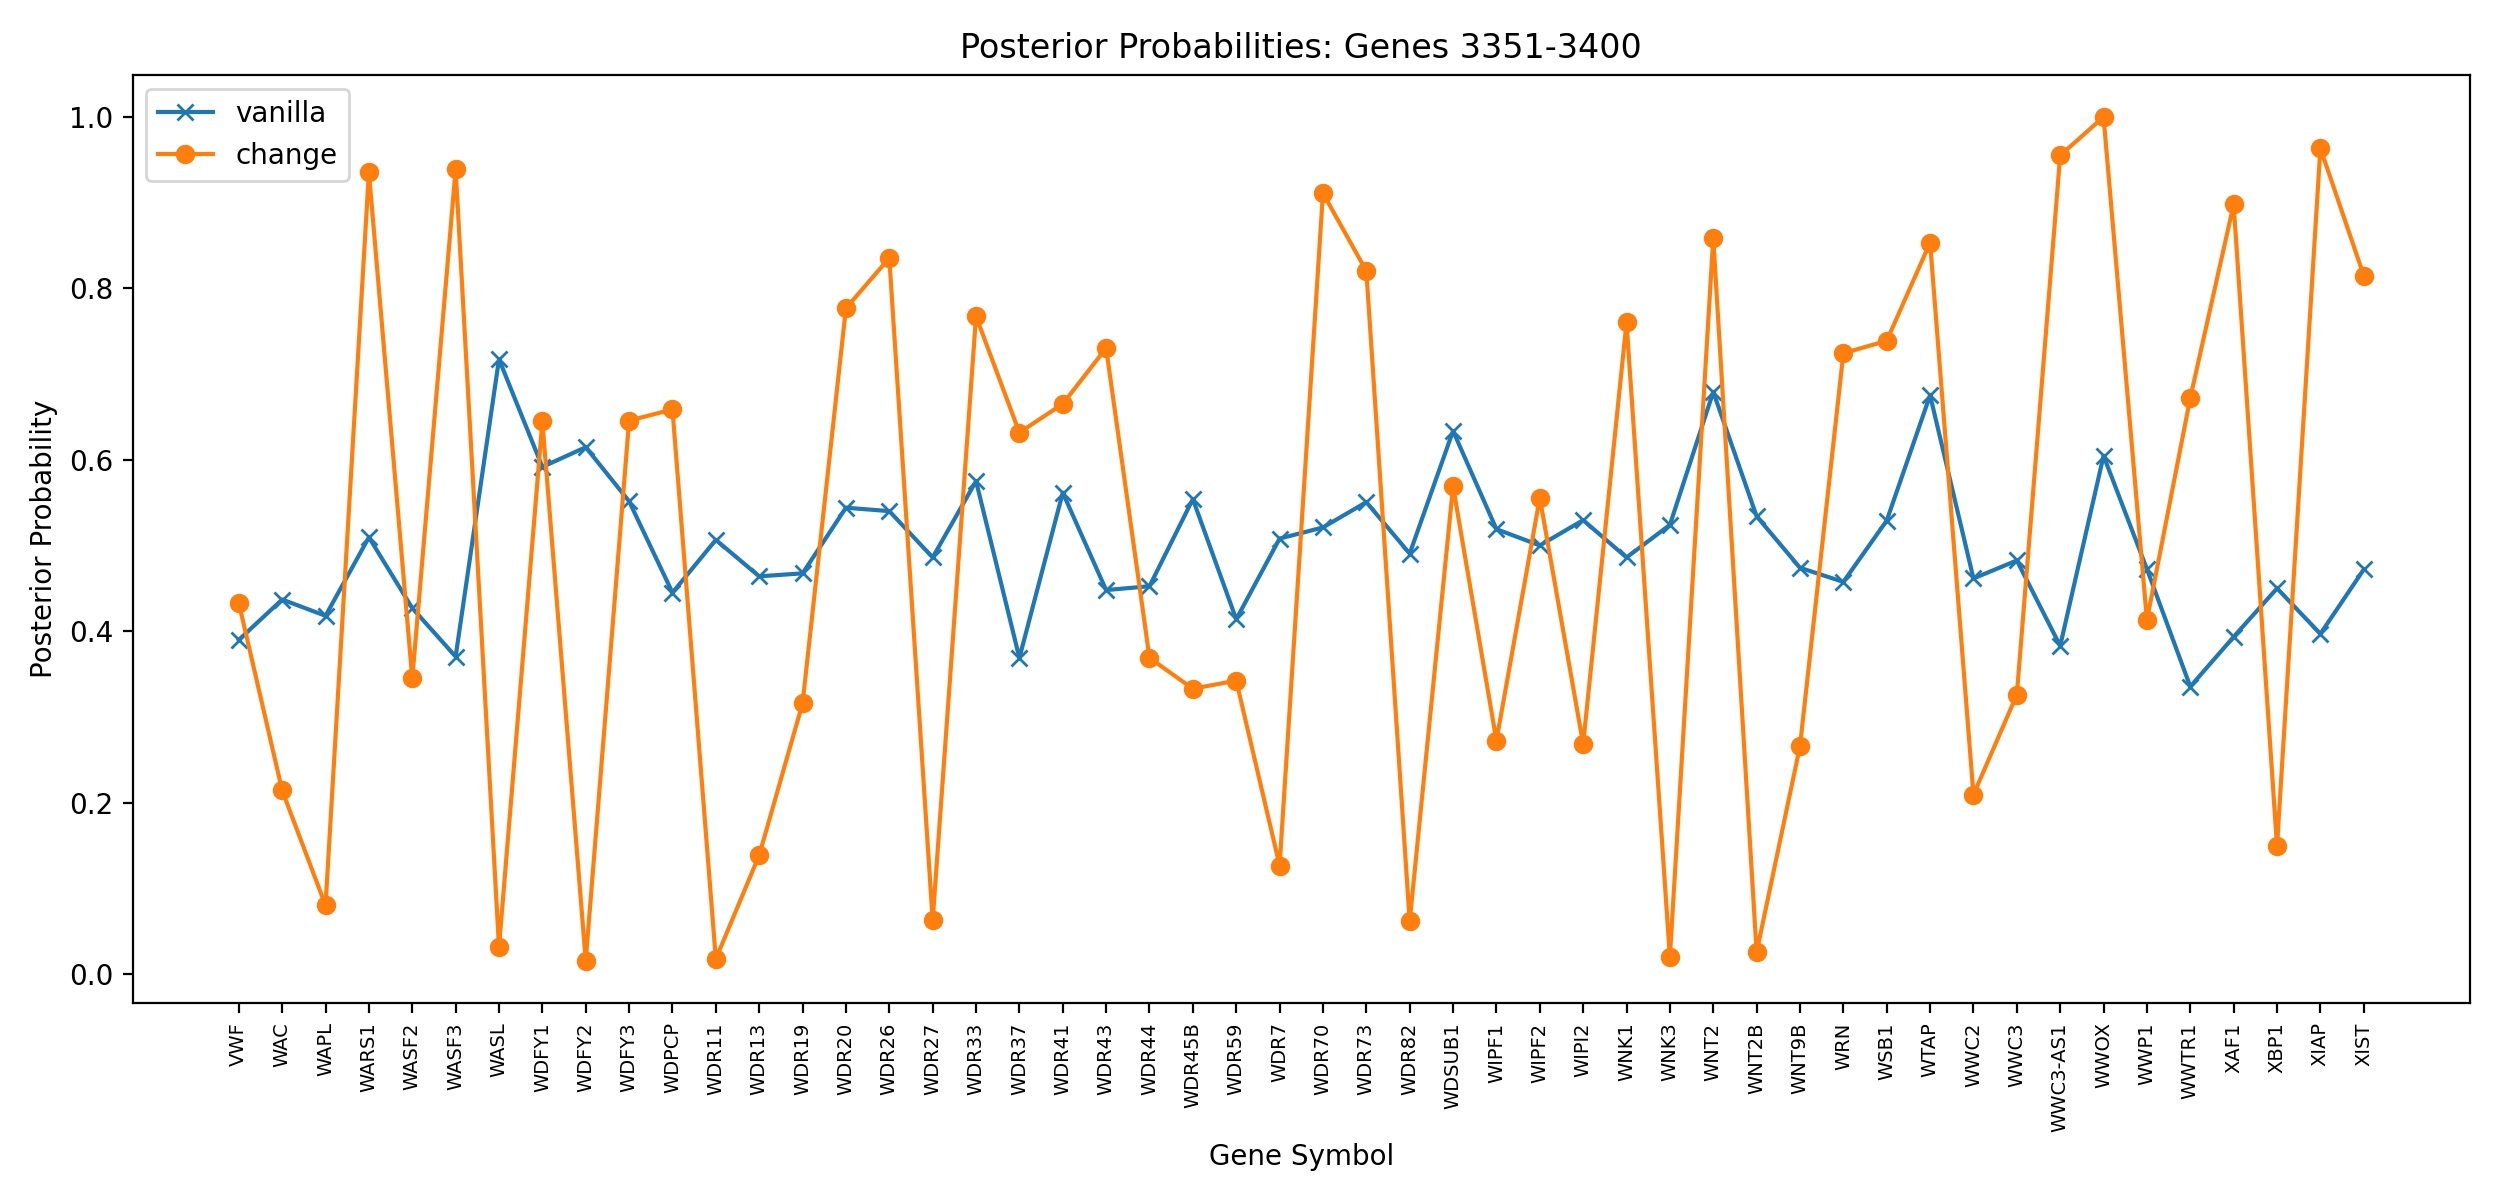 Posterior Probabilities: Genes 3351-3400
vanilla
change
Posterior Probability
1.0
0.8
0.6
0.4
0.2
0.0
VWF
WAC
WAPL
WARS1
WASF2
WASF3
WASL
WDFY1
WDFY2
WDFY3
WDPCP
WDR11
WDR13
WDR19
WDR20
WDR26
WDR27
WDR33
WDR37
WDR41
WDR43
WDR44
WDR45B
WDR59
WDR7
WDR70
WDR73
WDR82
WDSUB1
WIPF1
WIPF2
WIPI2
WNK1
WNK3
WNT2
WNT2B
WNT9B
WRN
WSB1
WTAP
WWC2
WWC3
WWC3-AS1
WWOX
WWP1
WWTR1
XAF1
XBP1
XIAP
XIST
Gene Symbol